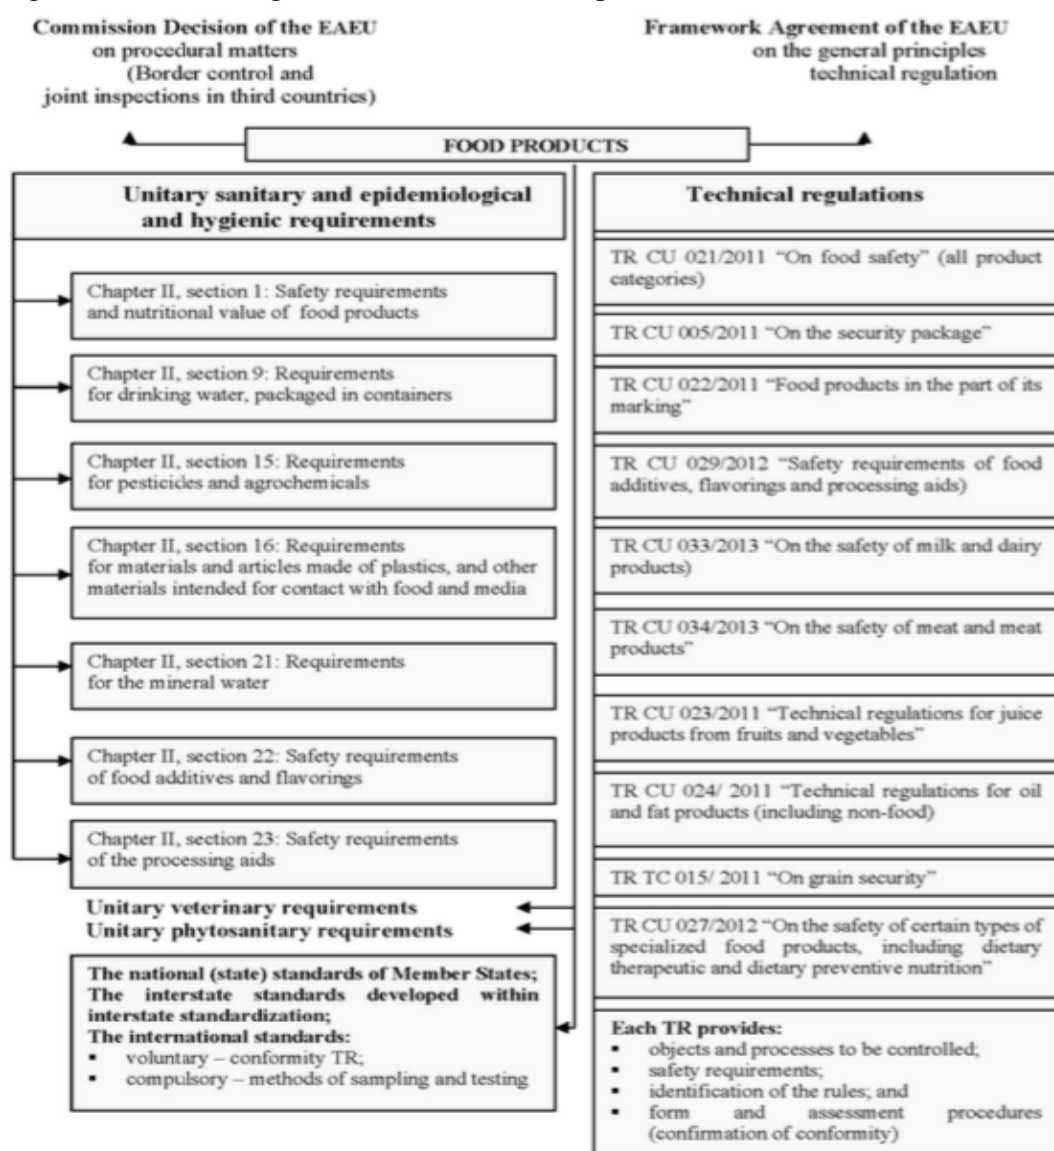 Commission Decision of the EAEU
on procedural matters
(Border control and
joint inspections in third countries)
Framework Agreement of the EAEU
on the general principles
technical regulation
FOOD PRODUCTS
Unitary sanitary and epidemiological
and hygienic requirements
Chapter II, section 1: Safety requirements
and nutritional value of food products
Chapter II, section 9: Requirements
for drinking water, packaged in containers
Chapter II, section 15: Requirements
for pesticides and agrochemicals
Chapter II, section 16: Requirements
for materials and articles made of plastics, and other
materials intended for contact with food and media
Chapter II, section 21: Requirements
for the mineral water
Chapter II, section 22: Safety requirements
of food additives and flavorings
Chapter II, section 23: Safety requirements
of the processing aids
Unitary veterinary requirements
Unitary phytosanitary requirements
The national (state) standards of Member States;
The interstate standards developed within
interstate standardization;
The international standards:
▪ voluntary – conformity TR;
▪ compulsory – methods of sampling and testing
Technical regulations
TR CU 021/2011 “On food safety” (all product
categories)
TR CU 005/2011 “On the security package”
TR CU 022/2011 “Food products in the part of its
marking”
TR CU 029/2012 “Safety requirements of food
additives, flavorings and processing aids)
TR CU 033/2013 “On the safety of milk and dairy
products)
TR CU 034/2013 “On the safety of meat and meat
products”
TR CU 023/2011 “Technical regulations for juice
products from fruits and vegetables”
TR CU 024/ 2011 “Technical regulations for oil
and fat products (including non-food)
TR TC 015/ 2011 “On grain security”
TR CU 027/2012 “On the safety of certain types of
specialized food products, including dietary
therapeutic and dietary preventive nutrition”
Each TR provides:
▪ objects and processes to be controlled;
▪ safety requirements;
▪ identification of the rules; and
▪ form and assessment procedures
(confirmation of conformity)